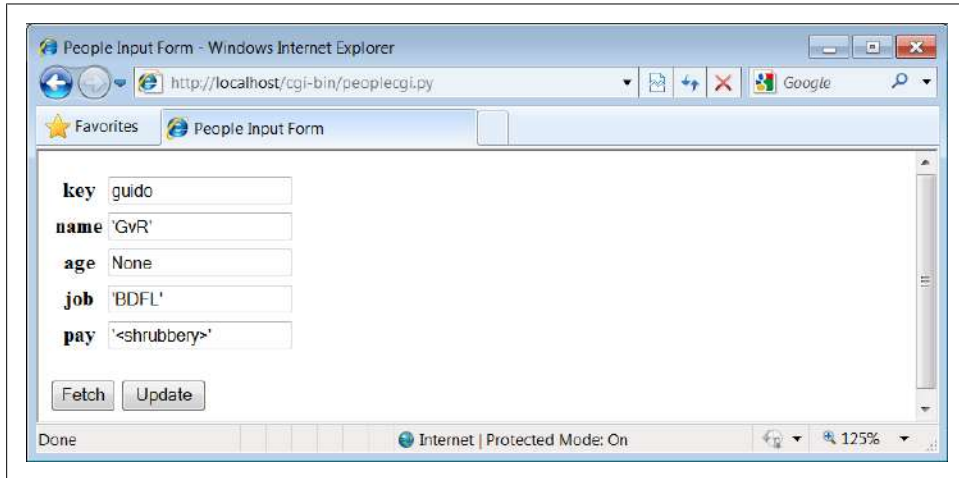 People Input Form - Windows Internet Explorer
http://localhost/cgi-bin/peoplecgi.py
Google
Favorites
People Input Form
key guido
name 'GvR'
age None
job 'BDFL'
pay '<shrubbery>'
Fetch Update
Done Internet | Protected Mode: On 125%